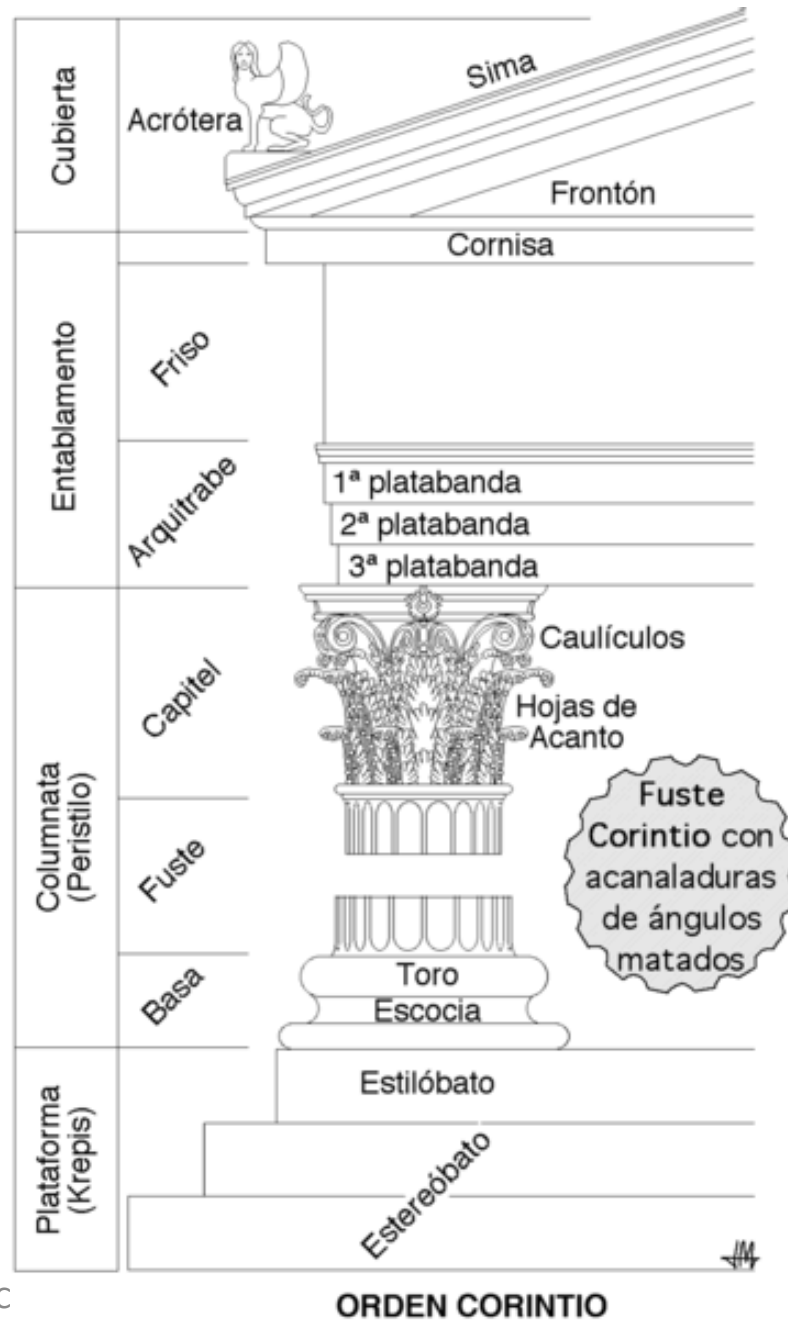 Cubierta
Acrótera
Sima
Frontón
Cornisa
Entablamento
Friso
Arquitrabe
1ª platabanda
2ª platabanda
3ª platabanda
Columnata
(Peristilo)
Capitel
Caulículos
Hojas de
Acanto
Fuste
Fuste
Corintio con
acanaladuras
de ángulos
matados
Basa
Toro
Escocia
Plataforma
(Krepis)
Estilóbato
Estereóbato
C
ORDEN CORINTIO